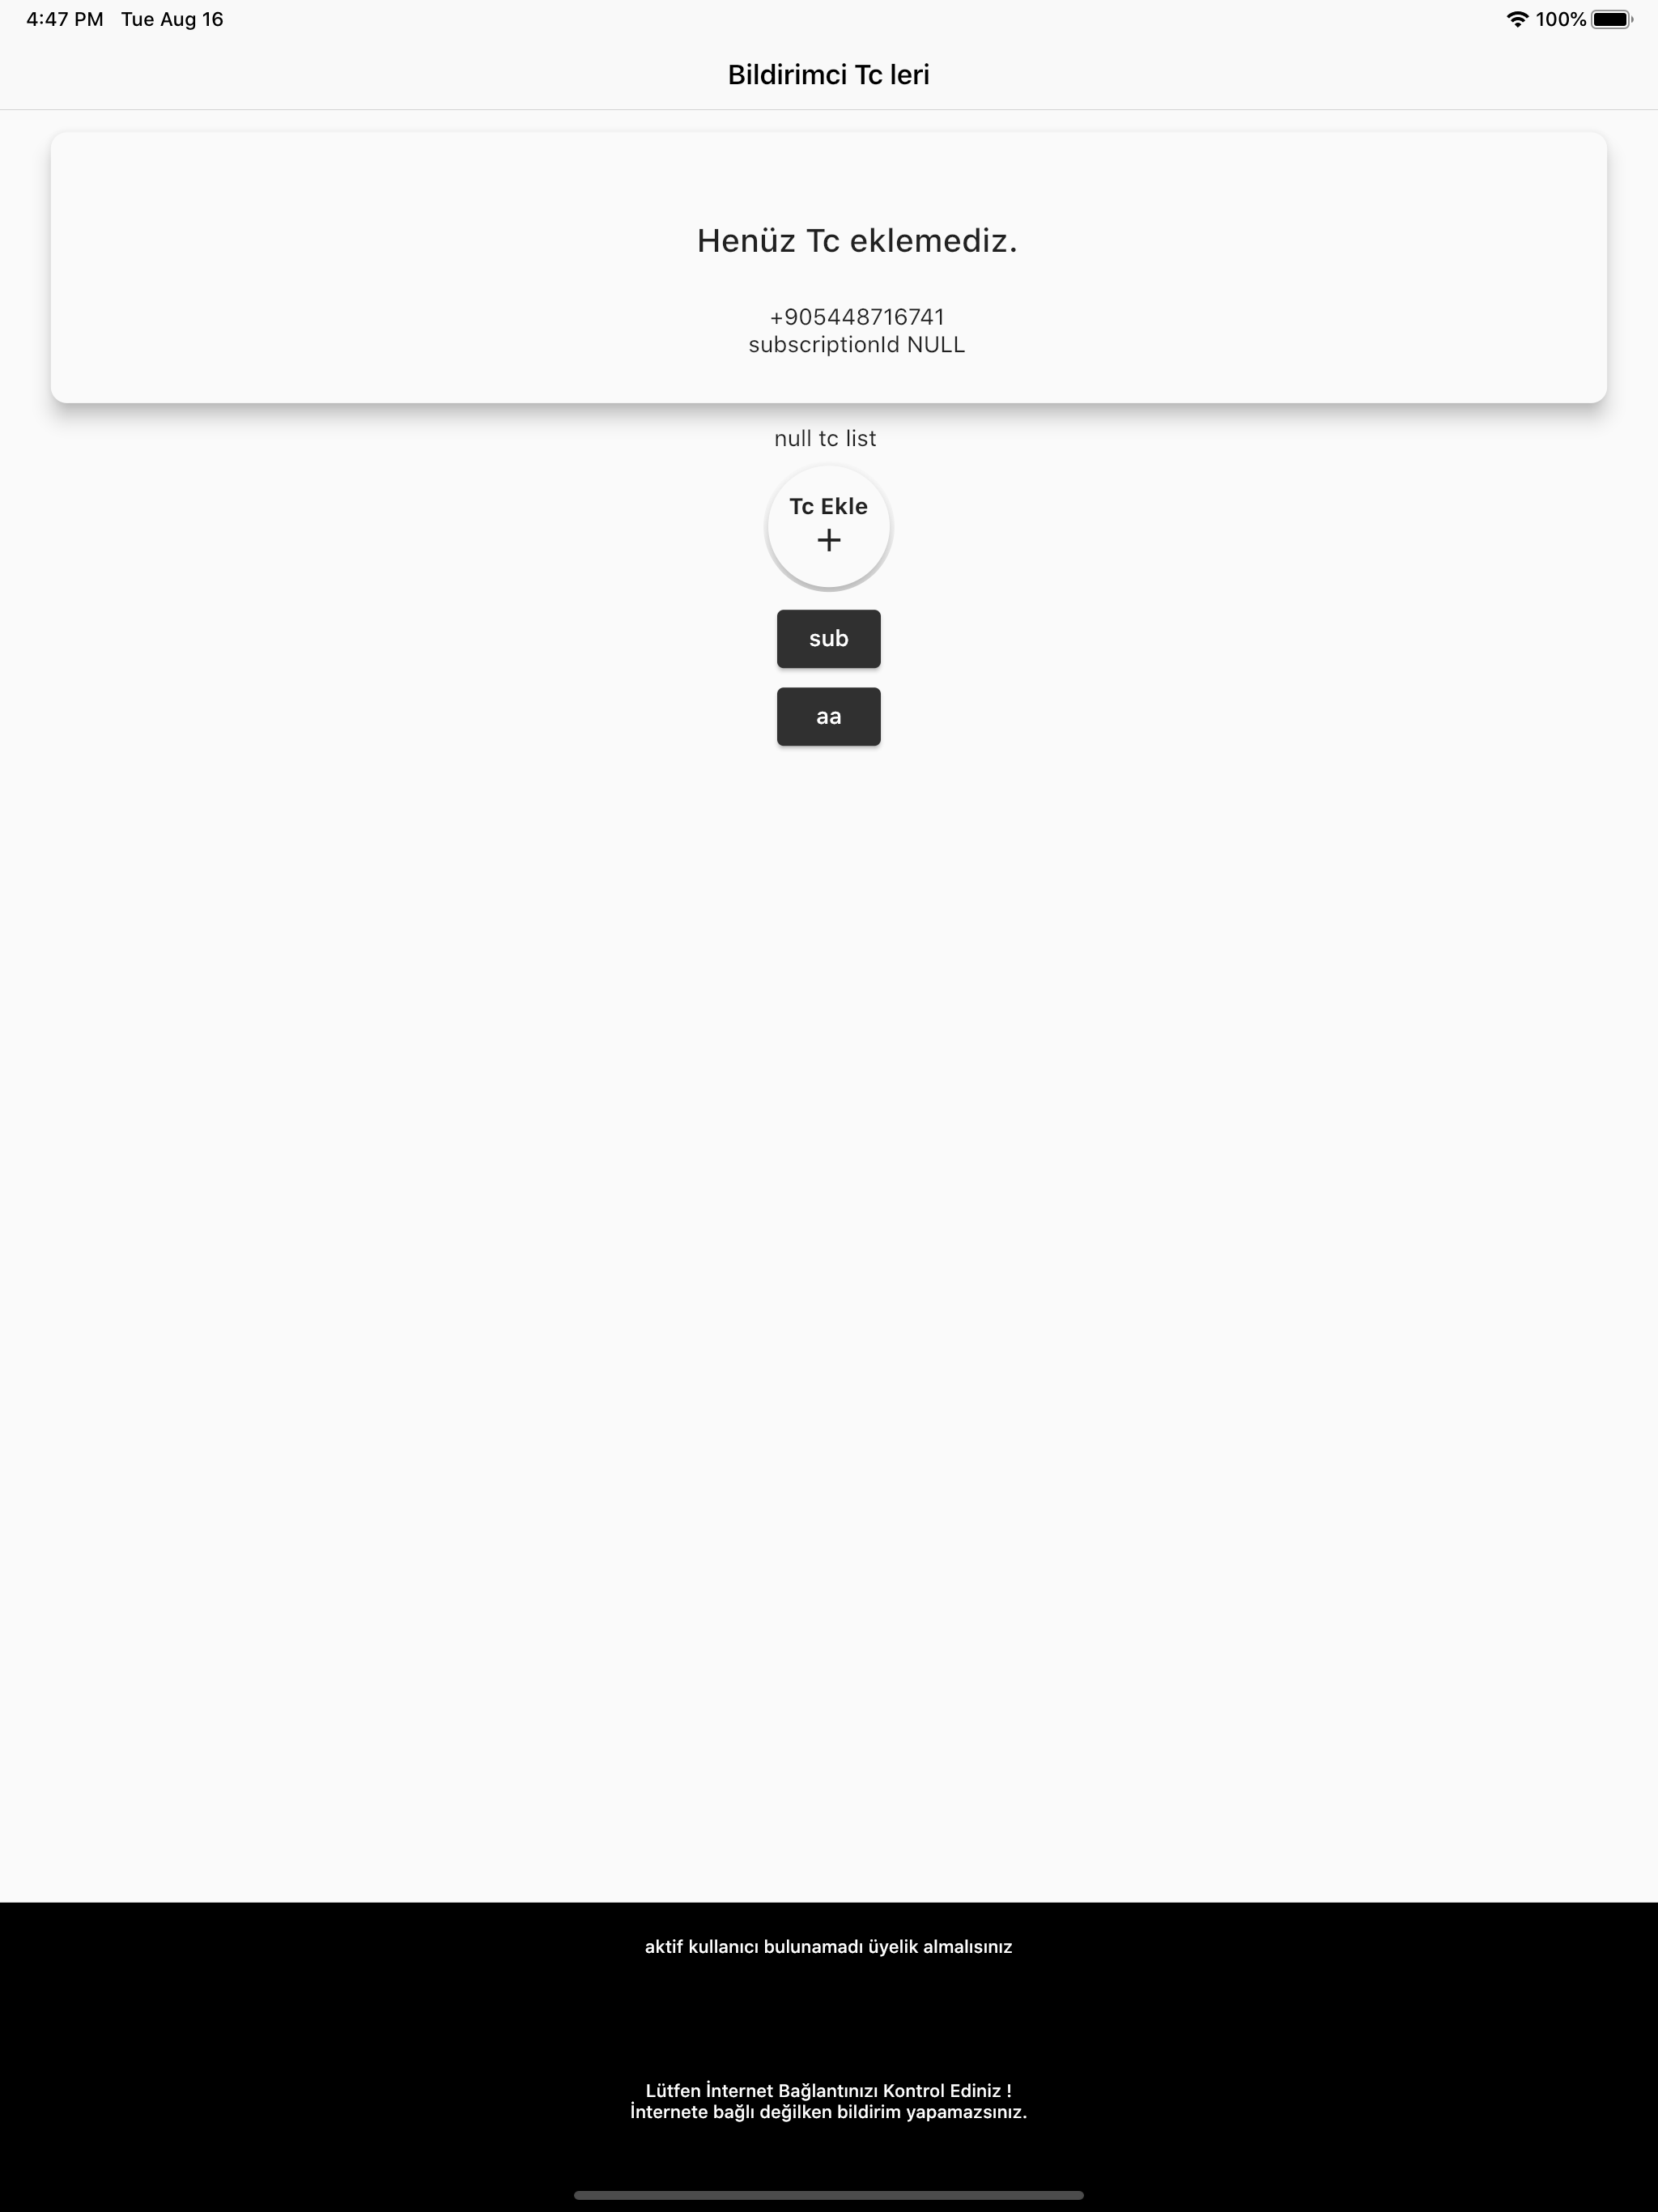 4:47 PM Tue Aug 16 100%
Bildirimci Tc leri
Henüz Tc eklemediz.
+905448716741
subscriptionId NULL
null tc list
Tc Ekle
+
sub
aa
aktif kullanıcı bulunamadı üyelik almalısınız
Lütfen İnternet Bağlantınızı Kontrol Ediniz !
İnternete bağlı değilken bildirim yapamazsınız.